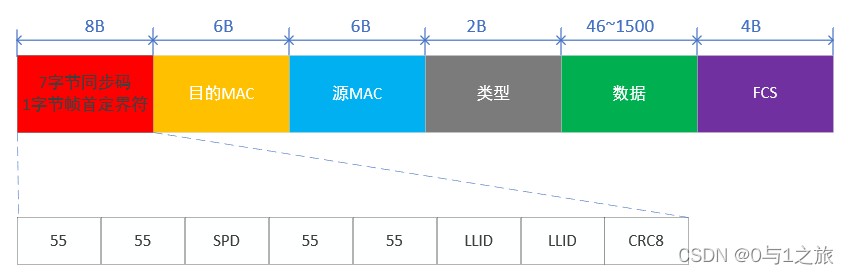 8B 6B 6B 2B 46~1500 4B
7字节同步码
1字节帧首定界符
目的MAC 源MAC 类型 数据 FCS
55 55 SPD 55 55 LLID LLID CRC8
CSDN @0与1之旅